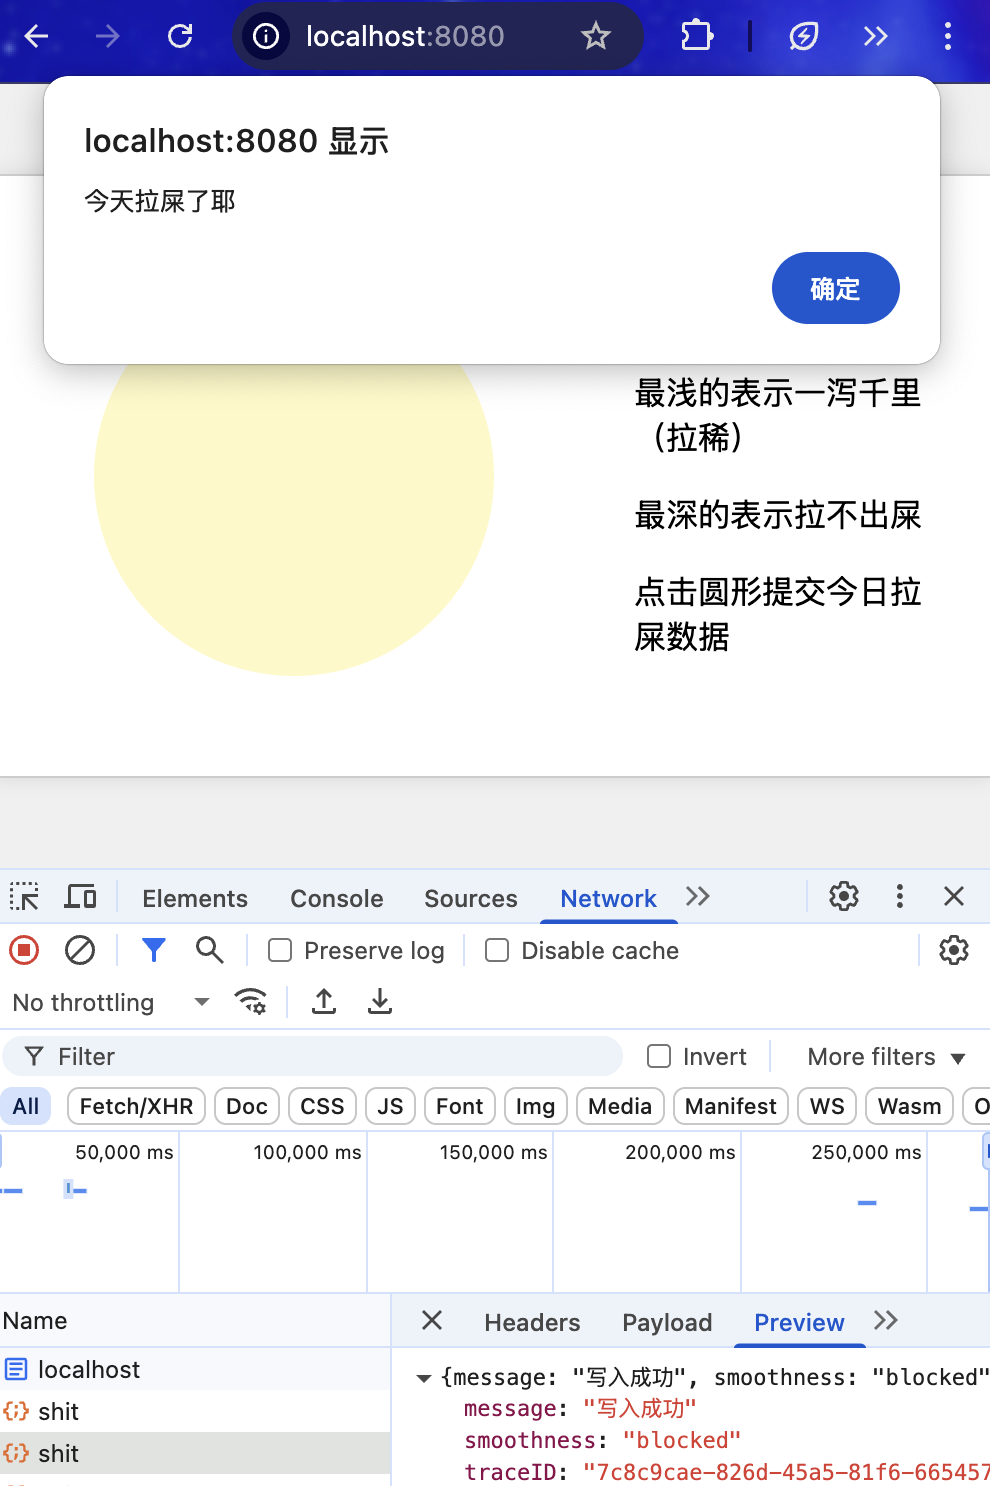 localhost:8080
localhost:8080 显示
今天拉屎了耶
确定
最浅的表示一泻千里
（拉稀）
最深的表示拉不出屎
点击圆形提交今日拉
屎数据
Elements Console Sources Network
Preserve log Disable cache
No throttling
Filter Invert More filters
All Fetch/XHR Doc CSS JS Font Img Media Manifest WS Wasm
50,000 ms 100,000 ms 150,000 ms 200,000 ms 250,000 ms
Name
Headers Payload Preview
localhost
shit
shit
{message: "写入成功", smoothness: "blocked"
message: "写入成功"
smoothness: "blocked"
traceID: "7c8c9cae-826d-45a5-81f6-665457